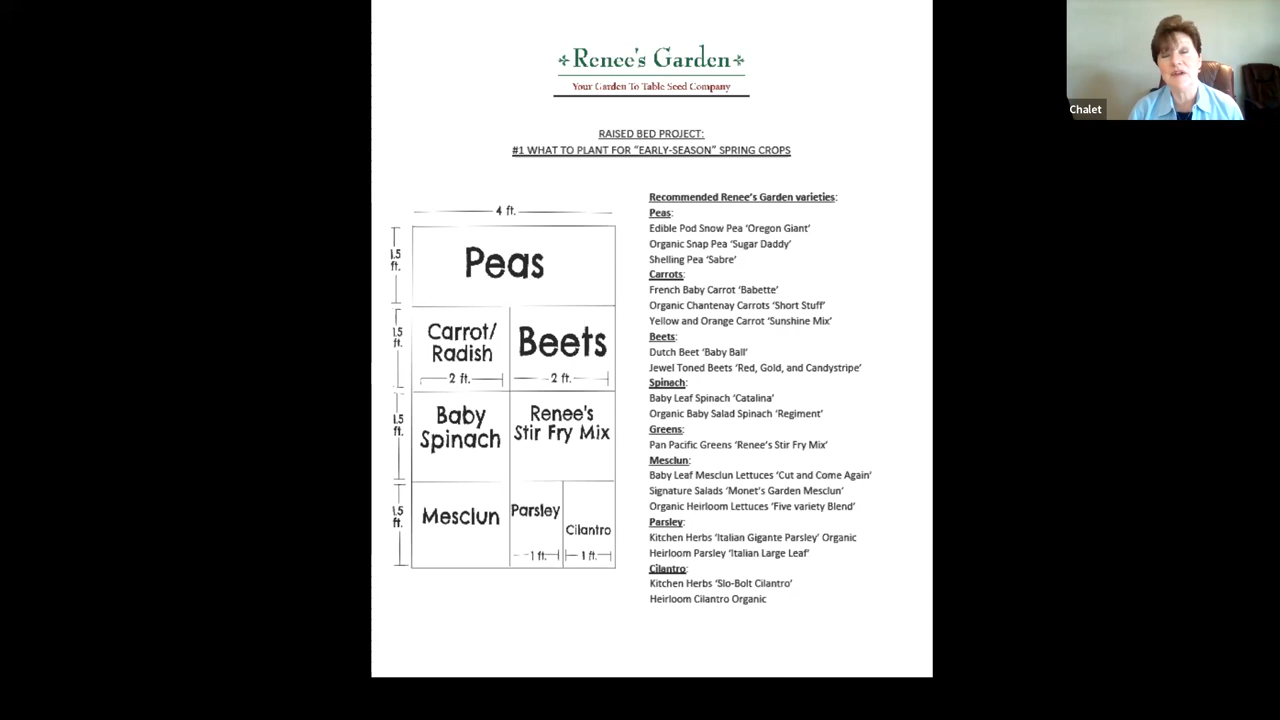 Renee's Garden
Your Garden To Table Seed Company
Chalet
RAISED BED PROJECT:
#1 WHAT TO PLANT FOR "EARLY-SEASON" SPRING CROPS
4 ft.
1.5 ft.
Peas
1.5 ft.
Carrot/
Radish
2 ft.
Beets
2 ft.
1.5 ft.
Baby
Spinach
Renee's
Stir Fry Mix
1.5 ft.
Mesclun
Parsley
1 ft.
Cilantro
1 ft.
Recommended Renee's Garden varieties:
Peas:
Edible Pod Snow Pea 'Oregon Giant'
Organic Snap Pea 'Sugar Daddy'
Shelling Pea 'Sabre'
Carrots:
French Baby Carrot 'Babette'
Organic Chantenay Carrots 'Short Stuff'
Yellow and Orange Carrot 'Sunshine Mix'
Beets:
Dutch Beet 'Baby Ball'
Jewel Toned Beets 'Red, Gold, and Candystripe'
Spinach:
Baby Leaf Spinach 'Catalina'
Organic Baby Salad Spinach 'Regiment'
Greens:
Pan Pacific Greens 'Renee's Stir Fry Mix'
Mesclun:
Baby Leaf Mesclun Lettuces 'Cut and Come Again'
Signature Salads 'Monet's Garden Mesclun'
Organic Heirloom Lettuces 'Five variety Blend'
Parsley:
Kitchen Herbs 'Italian Gigante Parsley' Organic
Heirloom Parsley 'Italian Large Leaf'
Cilantro:
Kitchen Herbs 'Slo-Bolt Cilantro'
Heirloom Cilantro Organic